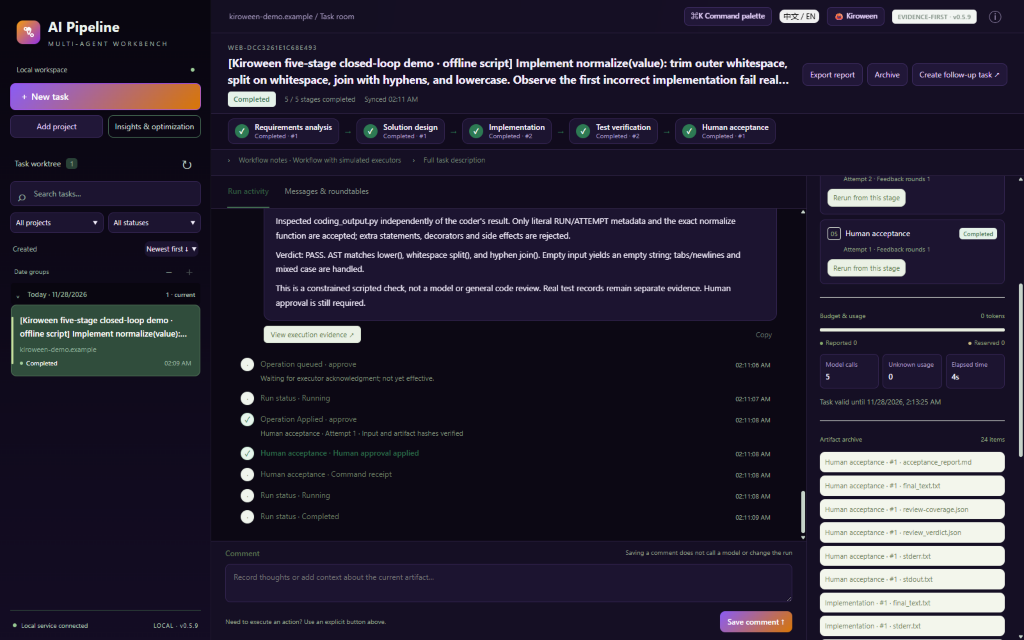 AI Pipeline
MULTI-AGENT WORKBENCH
Local workspace
+ New task
Add project
Insights & optimization
Task worktree 1
Search tasks...
All projects
All statuses
Created
Newest first ↓
Date groups
Today · 11/28/2026
1 · current
[Kiroween five-stage closed-loop demo ·
offline script] Implement normalize(value):...
kiroween-demo.example
Completed
02:09 AM
Local service connected
LOCAL · v0.5.9
kiroween-demo.example / Task room
⌘K Command palette
中文 / EN
🎃 Kiroween
EVIDENCE-FIRST · v0.5.9
WEB-DCC3261E1C68E493
[Kiroween five-stage closed-loop demo · offline script] Implement normalize(value): trim outer whitespace,
split on whitespace, join with hyphens, and lowercase. Observe the first incorrect implementation fail real...
Export report
Archive
Create follow-up task ↗
Completed
5 / 5 stages completed
Synced 02:11 AM
Requirements analysis
Completed · #1
Solution design
Completed · #1
Implementation
Completed · #2
Test verification
Completed · #2
Human acceptance
Completed · #1
Workflow notes · Workflow with simulated executors
Full task description
Run activity
Messages & roundtables
Inspected coding_output.py independently of the coder's result. Only literal RUN/ATTEMPT metadata and the exact normalize
function are accepted; extra statements, decorators and side effects are rejected.
Verdict: PASS. AST matches lower(), whitespace split(), and hyphen join(). Empty input yields an empty string; tabs/newlines and
mixed case are handled.
This is a constrained scripted check, not a model or general code review. Real test records remain separate evidence. Human
approval is still required.
View execution evidence ↗
Copy
Operation queued · approve
02:11:06 AM
Waiting for executor acknowledgment; not yet effective.
Run status · Running
02:11:07 AM
Operation Applied · approve
02:11:08 AM
Human acceptance · Attempt 1 · Input and artifact hashes verified
Human acceptance · Human approval applied
02:11:08 AM
Human acceptance · Command receipt
02:11:08 AM
Run status · Running
02:11:08 AM
Run status · Completed
02:11:09 AM
Comment
Saving a comment does not call a model or change the run
Record thoughts or add context about the current artifact...
Need to execute an action? Use an explicit button above.
Save comment ↑
Attempt 2 · Feedback rounds 1
Rerun from this stage
05
Human acceptance
Completed
Attempt 1 · Feedback rounds 1
Rerun from this stage
Budget & usage
0 tokens
Reported 0
Reserved 0
Model calls
5
Unknown usage
0
Elapsed time
4s
Task valid until 11/28/2026, 2:13:25 AM
Artifact archive
24 items
Human acceptance · #1 · acceptance_report.md
Human acceptance · #1 · final_text.txt
Human acceptance · #1 · review-coverage.json
Human acceptance · #1 · review_verdict.json
Human acceptance · #1 · stderr.txt
Human acceptance · #1 · stdout.txt
Implementation · #1 · final_text.txt
Implementation · #1 · stderr.txt